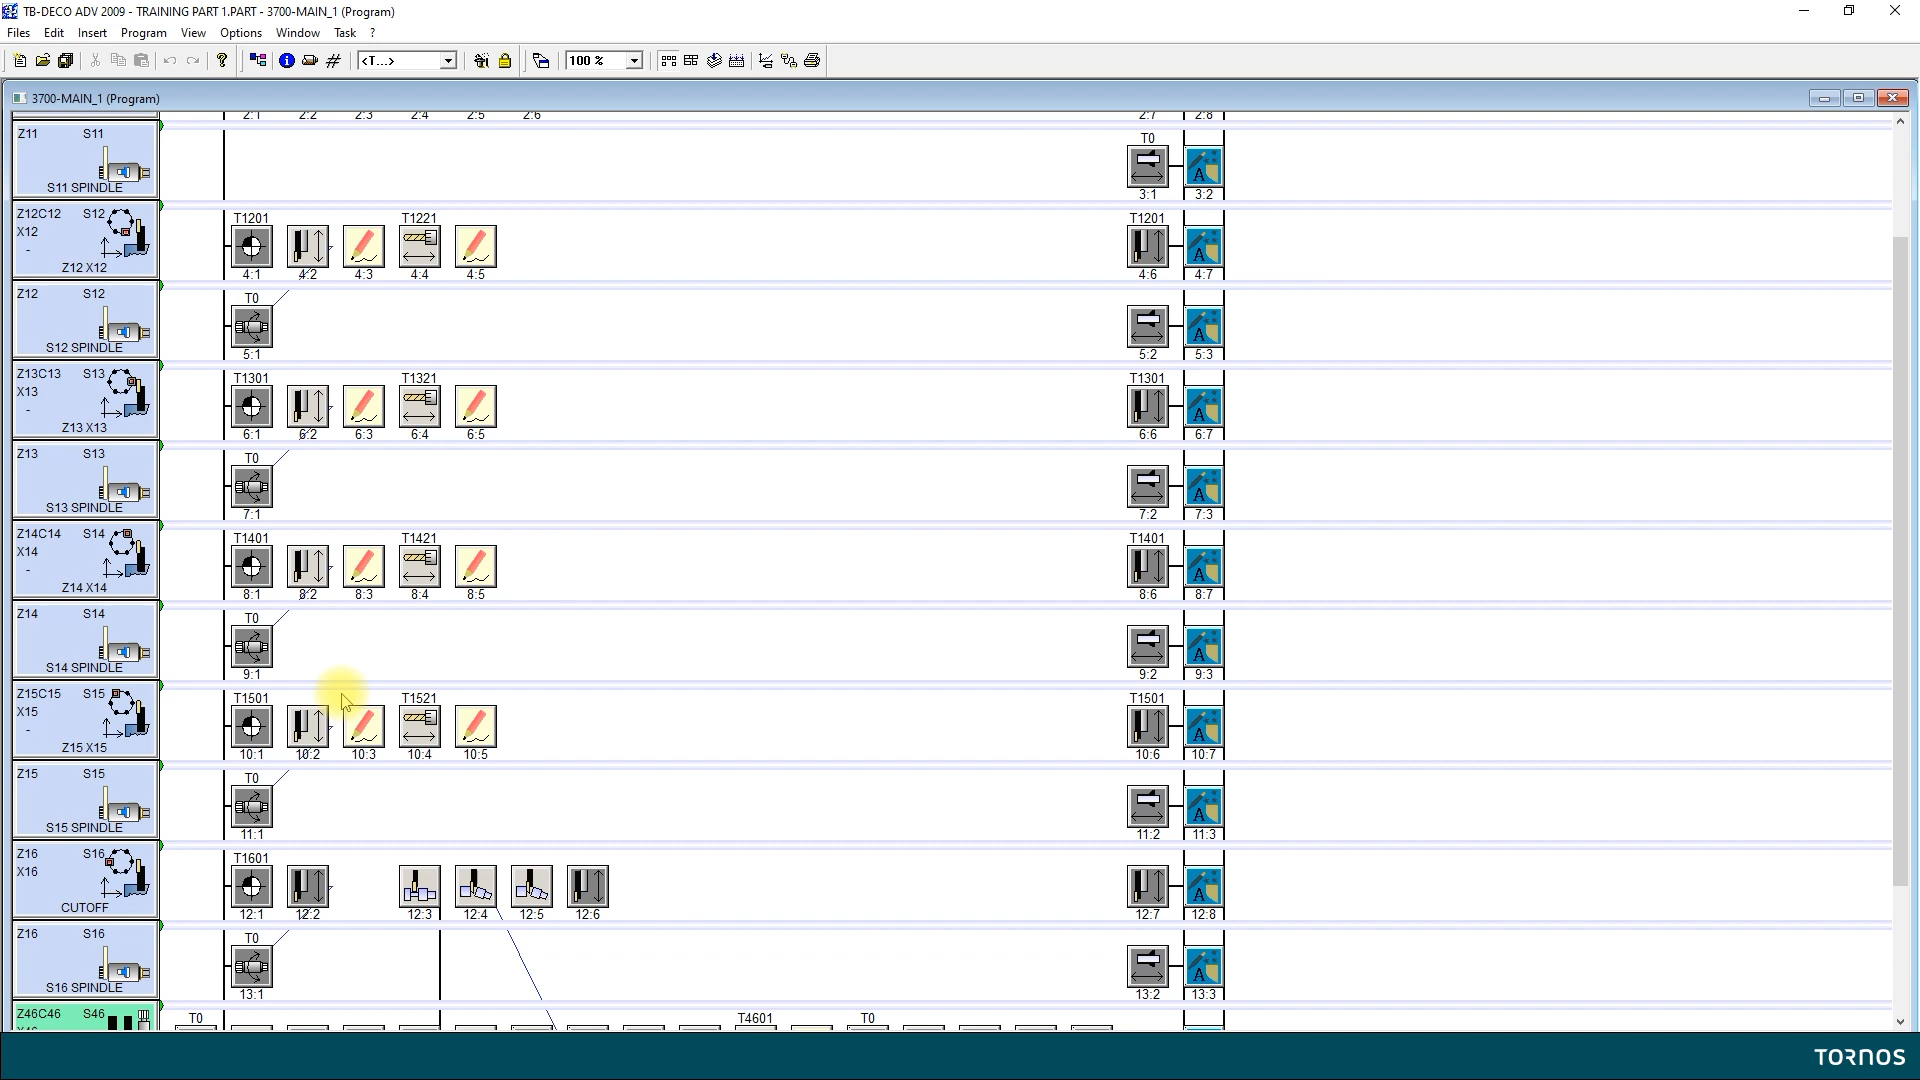 TB-DECO ADV 2009 - TRAINING PART 1.PART - 3700-MAIN_1 (Program)
Files Edit Insert Program View Options Window Task ?
<T...> 100 %
3700-MAIN_1 (Program)
2:1 2:2 2:3 2:4 2:5 2:6 2:7 2:8
Z11 S11 T0
S11 SPINDLE 3:1 3:2
Z12C12 S12 T1201 T1221 T1201
X12
-
Z12 X12 4:1 4:2 4:3 4:4 4:5 4:6 4:7
Z12 S12 T0
S12 SPINDLE 5:1 5:2 5:3
Z13C13 S13 T1301 T1321 T1301
X13
-
Z13 X13 6:1 6:2 6:3 6:4 6:5 6:6 6:7
Z13 S13 T0
S13 SPINDLE 7:1 7:2 7:3
Z14C14 S14 T1401 T1421 T1401
X14
-
Z14 X14 8:1 8:2 8:3 8:4 8:5 8:6 8:7
Z14 S14 T0
S14 SPINDLE 9:1 9:2 9:3
Z15C15 S15 T1501 T1521 T1501
X15
-
Z15 X15 10:1 10:2 10:3 10:4 10:5 10:6 10:7
Z15 S15 T0
S15 SPINDLE 11:1 11:2 11:3
Z16 S16 T1601
X16
CUTOFF 12:1 12:2 12:3 12:4 12:5 12:6 12:7 12:8
Z16 S16 T0
S16 SPINDLE 13:1 13:2 13:3
Z46C46 S46 T0 T4601 T0
TORNOS